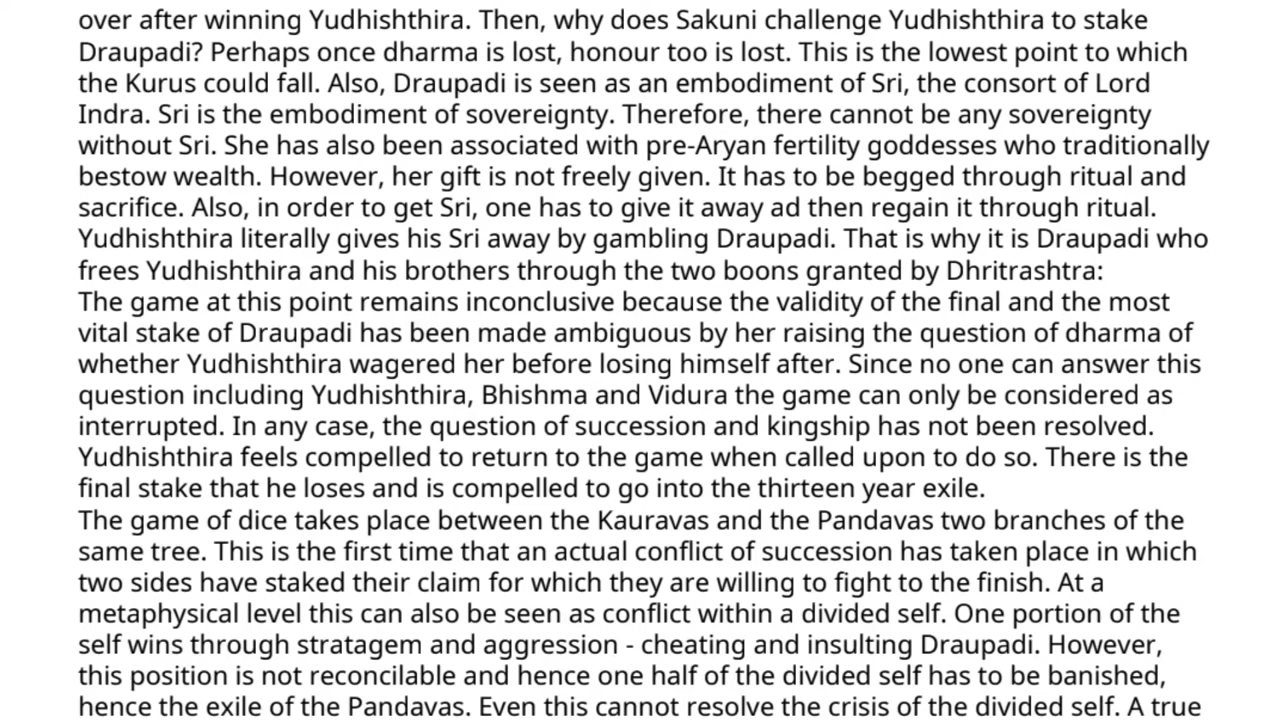 over after winning Yudhishthira. Then, why does Sakuni challenge Yudhishthira to stake
Draupadi? Perhaps once dharma is lost, honour too is lost. This is the lowest point to which
the Kurus could fall. Also, Draupadi is seen as an embodiment of Sri, the consort of Lord
Indra. Sri is the embodiment of sovereignty. Therefore, there cannot be any sovereignty
without Sri. She has also been associated with pre-Aryan fertility goddesses who traditionally
bestow wealth. However, her gift is not freely given. It has to be begged through ritual and
sacrifice. Also, in order to get Sri, one has to give it away ad then regain it through ritual.
Yudhishthira literally gives his Sri away by gambling Draupadi. That is why it is Draupadi who
frees Yudhishthira and his brothers through the two boons granted by Dhritrashtra:
The game at this point remains inconclusive because the validity of the final and the most
vital stake of Draupadi has been made ambiguous by her raising the question of dharma of
whether Yudhishthira wagered her before losing himself after. Since no one can answer this
question including Yudhishthira, Bhishma and Vidura the game can only be considered as
interrupted. In any case, the question of succession and kingship has not been resolved.
Yudhishthira feels compelled to return to the game when called upon to do so. There is the
final stake that he loses and is compelled to go into the thirteen year exile.
The game of dice takes place between the Kauravas and the Pandavas two branches of the
same tree. This is the first time that an actual conflict of succession has taken place in which
two sides have staked their claim for which they are willing to fight to the finish. At a
metaphysical level this can also be seen as conflict within a divided self. One portion of the
self wins through stratagem and aggression - cheating and insulting Draupadi. However,
this position is not reconcilable and hence one half of the divided self has to be banished,
hence the exile of the Pandavas. Even this cannot resolve the crisis of the divided self. A true